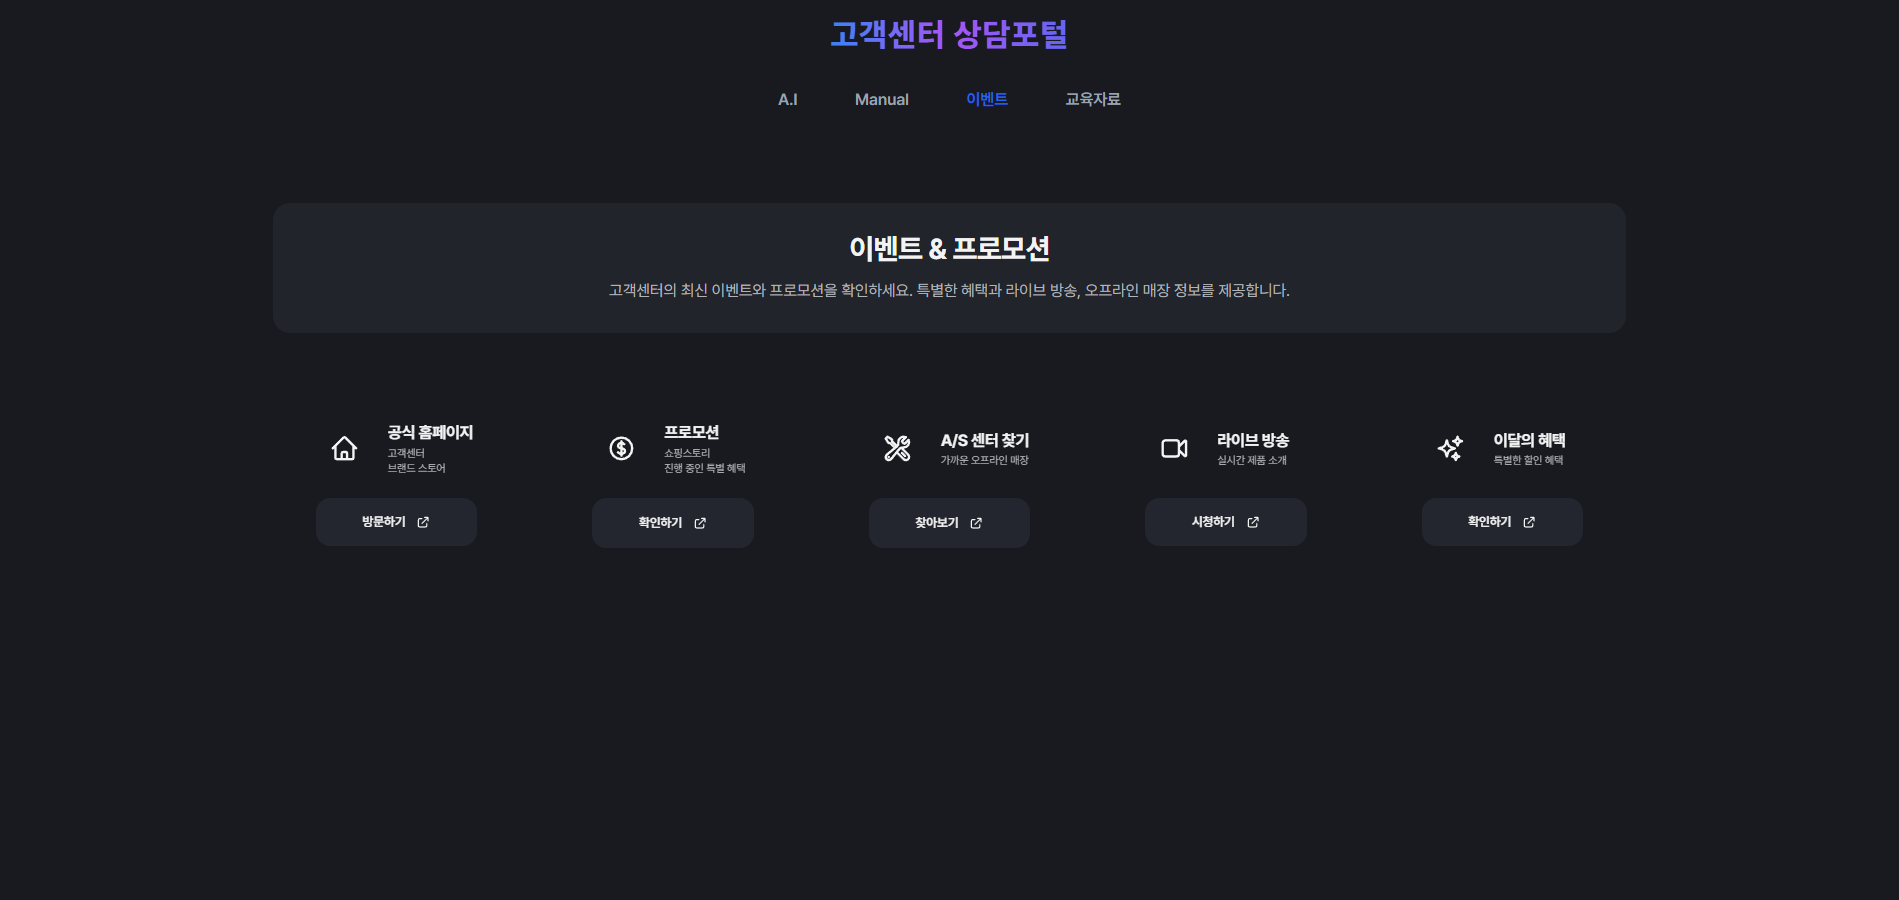 고객센터 상담포털
A.I
Manual
이벤트
교육자료
이벤트 & 프로모션
고객센터의 최신 이벤트와 프로모션을 확인하세요. 특별한 혜택과 라이브 방송, 오프라인 매장 정보를 제공합니다.
공식 홈페이지
고객센터
브랜드 스토어
방문하기
프로모션
쇼핑스토리
진행 중인 특별 혜택
확인하기
A/S 센터 찾기
가까운 오프라인 매장
찾아보기
라이브 방송
실시간 제품 소개
시청하기
이달의 혜택
특별한 할인 혜택
확인하기